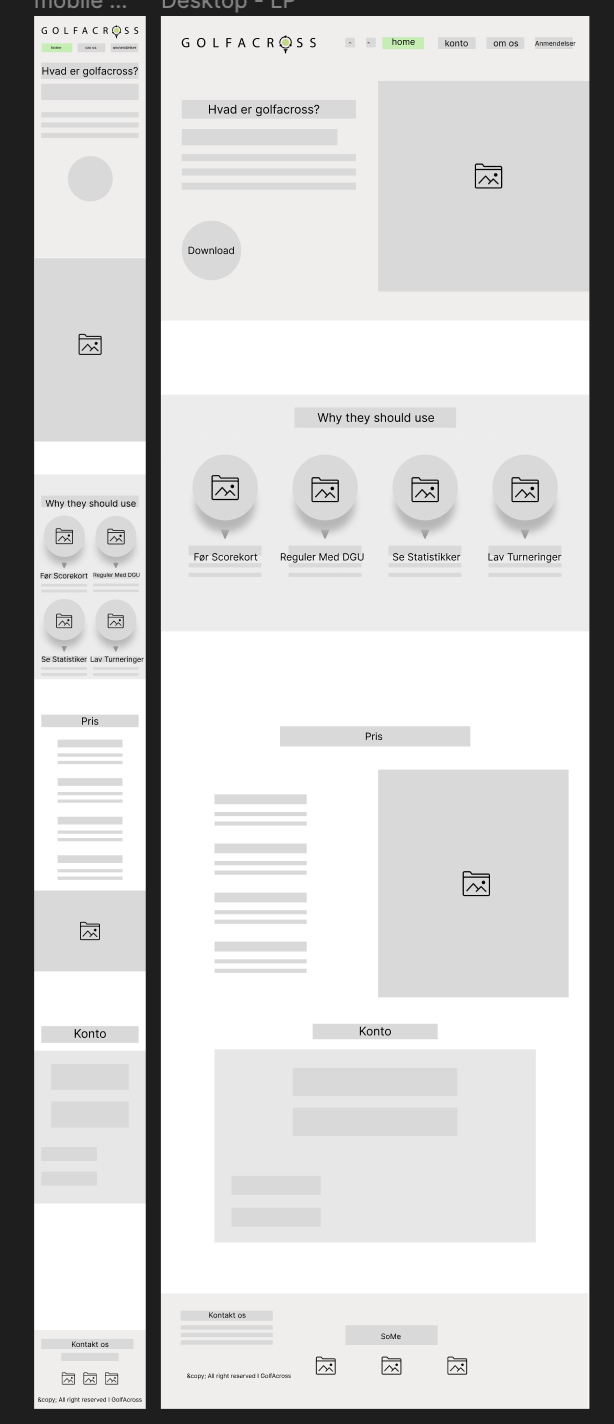 mobile ...
GOLFACROSS
home om os anmeldelser
Hvad er golfacross?
Why they should use
Før Scorekort Reguler Med DGU
Se Statistiker Lav Turneringer
Pris
Konto
Kontakt os
&copy; All right reserved I GolfAcross
Desktop - LP
GOLFACROSS
- - home konto om os Anmendelser
Hvad er golfacross?
Download
Why they should use
Før Scorekort Reguler Med DGU Se Statistikker Lav Turneringer
Pris
Konto
Kontakt os
SoMe
&copy; All right reserved I GolfAcross